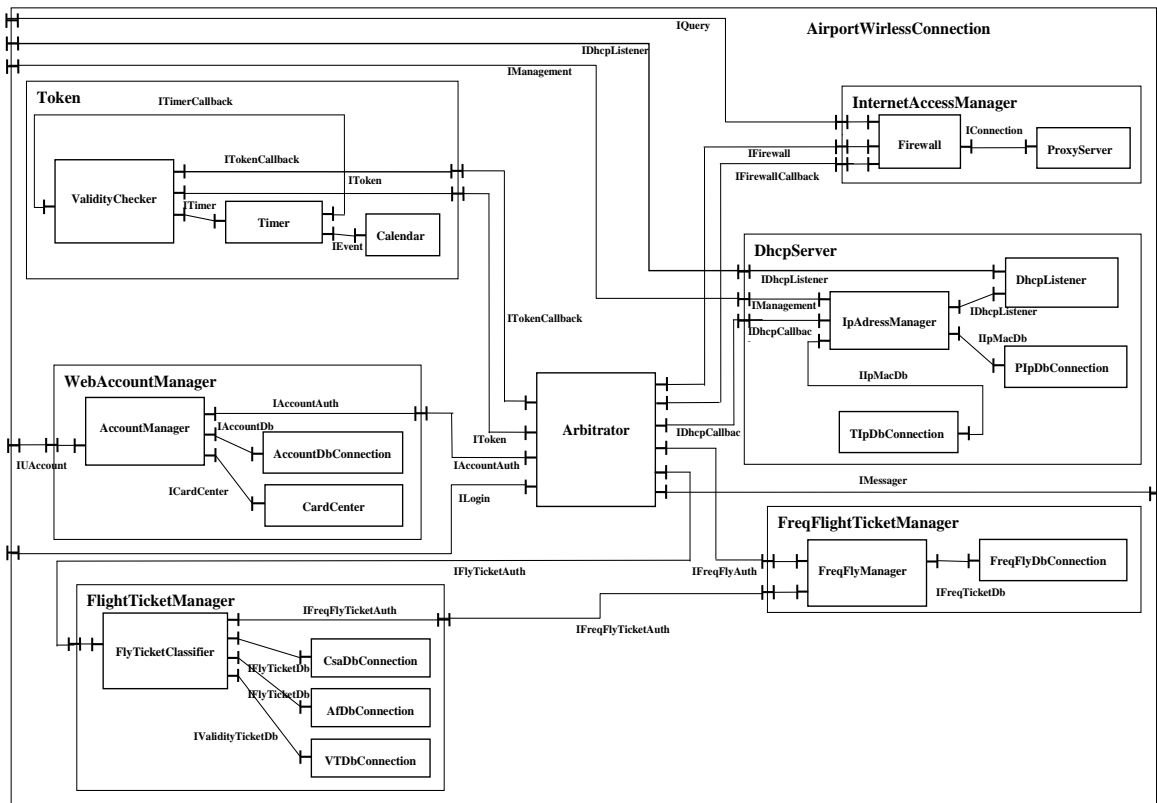 IQuery
AirportWirlessConnection
IDhcpListener
IManagement
Token
ITimerCallback
InternetAccessManager
ITokenCallback
IToken
ValidityChecker
ITimer
Timer
IEvent
Calendar
IFirewall
IFirewallCallback
Firewall
IConnection
ProxyServer
DhcpServer
IDhcpListener
DhcpListener
IManagement
IDhcpCallbac
IpAdressManager
IDhcpListener
IIpMacDb
PIpDbConnection
IIpMacDb
TIpDbConnection
ITokenCallback
WebAccountManager
IAccountAuth
AccountManager
IAccountDb
AccountDbConnection
IUAccount
ICardCenter
CardCenter
IToken
IAccountAuth
ILogin
Arbitrator
IDhcpCallbac
IMessager
IFlyTicketAuth
IFreqFlyAuth
FreqFlightTicketManager
FreqFlyManager
FreqFlyDbConnection
IFreqTicketDb
FlightTicketManager
IFreqFlyTicketAuth
IFreqFlyTicketAuth
FlyTicketClassifier
IFlyTicketDb
CsaDbConnection
IFlyTicketDb
AfDbConnection
IValidityTicketDb
VTDbConnection